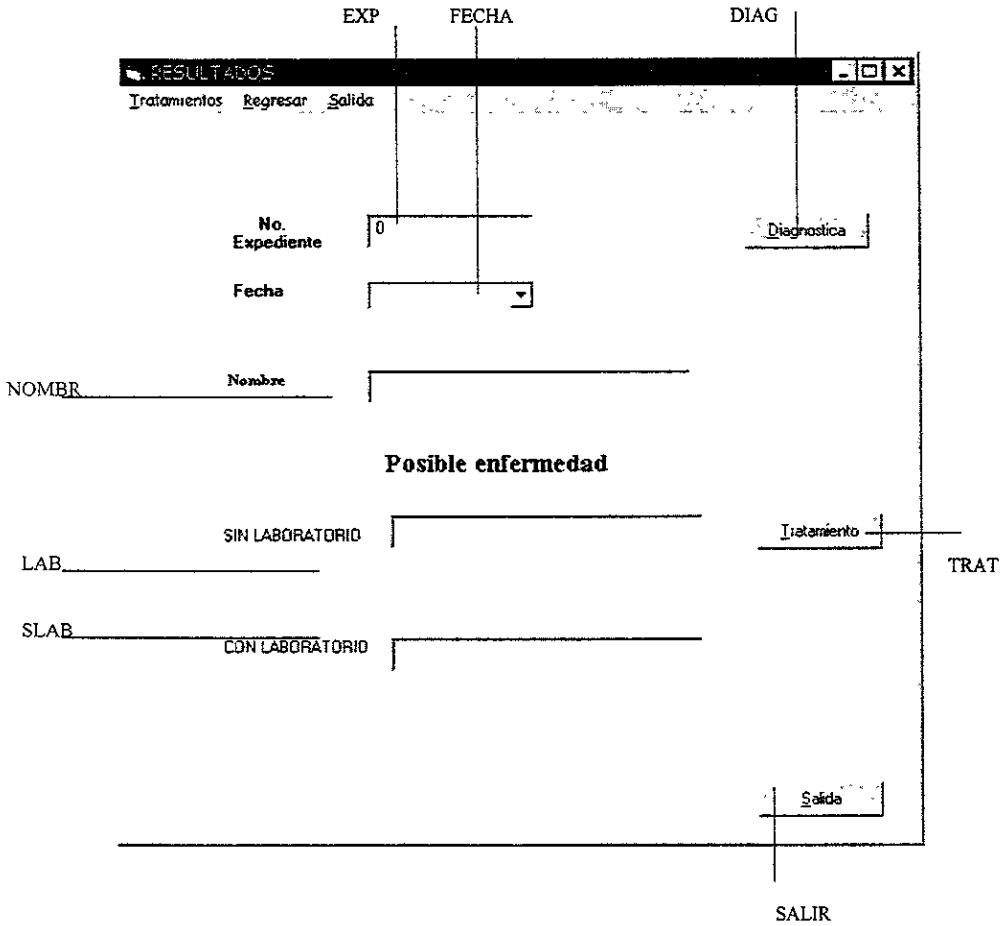 EXP FECHA DIAG
RESULTADOS
Tratamientos Regresar Salida
No.
Expediente
0
Diagnostica
Fecha
Nombre
NOMBR
Posible enfermedad
SIN LABORATORIO
Tratamiento
LAB
TRAT
SLAB
CON LABORATORIO
Salida
SALIR